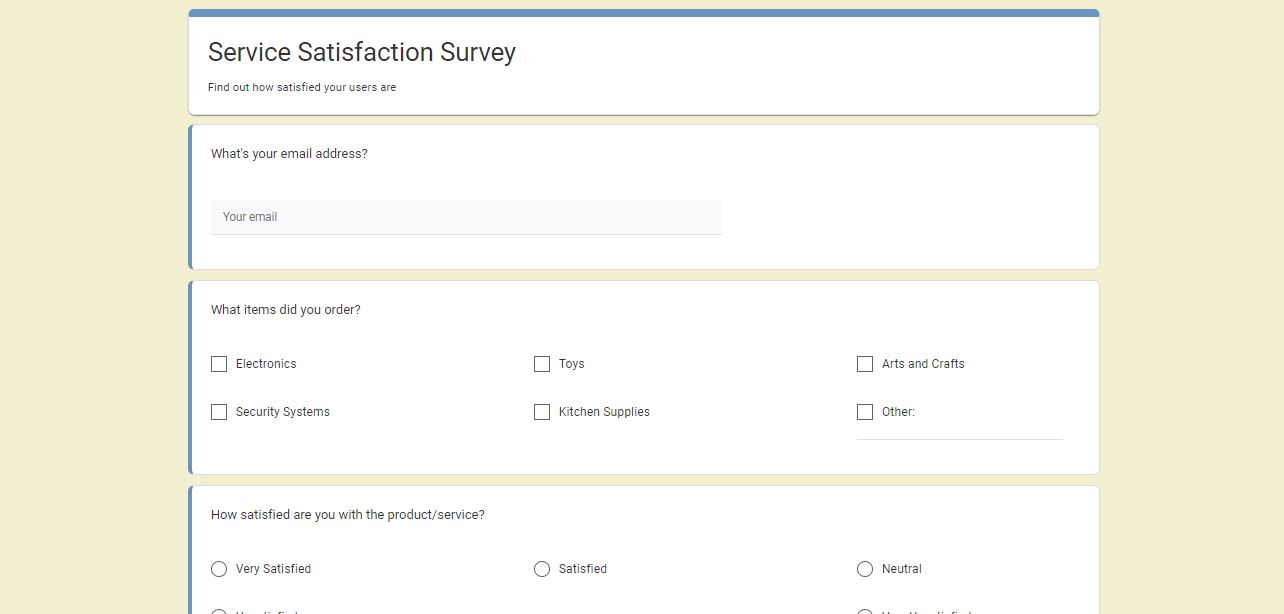 Service Satisfaction Survey
Find out how satisfied your users are
What's your email address?
Your email
What items did you order?
Electronics Toys Arts and Crafts
Security Systems Kitchen Supplies Other:
How satisfied are you with the product/service?
Very Satisfied Satisfied Neutral